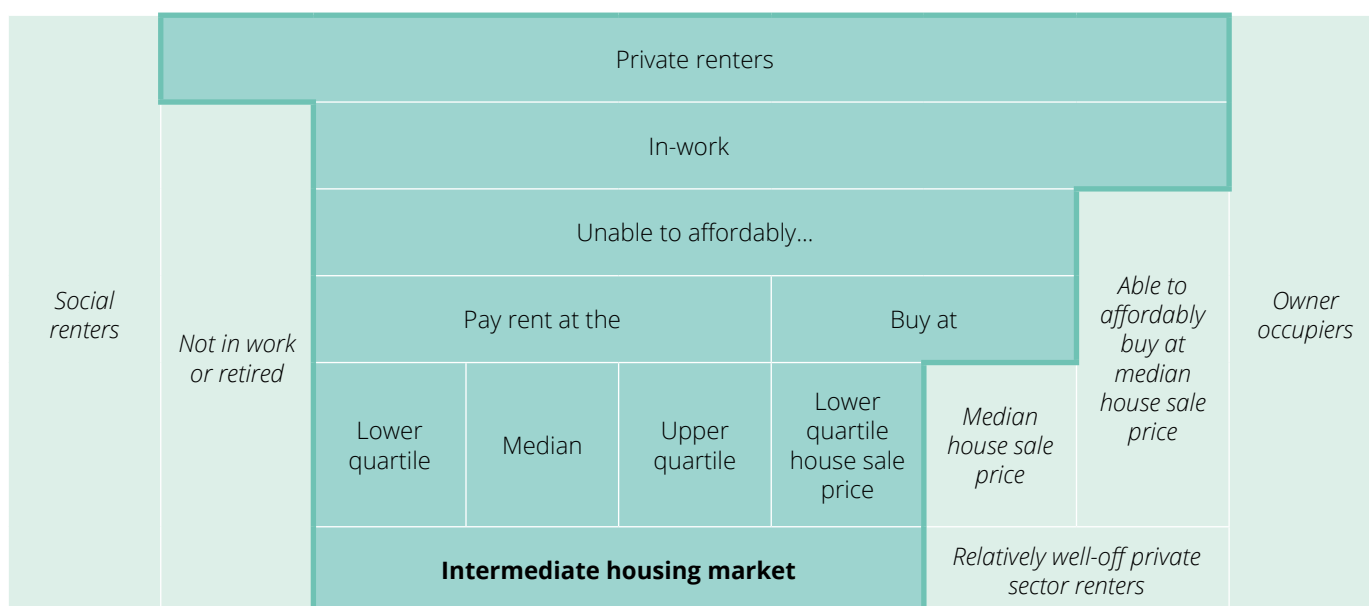 Private renters
In-work
Unable to affordably...
Social
renters
Not in work
or retired
Pay rent at the
Buy at
Able to
affordably
buy at
median
house sale
price
Owner
occupiers
Lower
quartile
Median
Upper
quartile
Lower
quartile
house sale
price
Median
house sale
price
Intermediate housing market
Relatively well-off private
sector renters